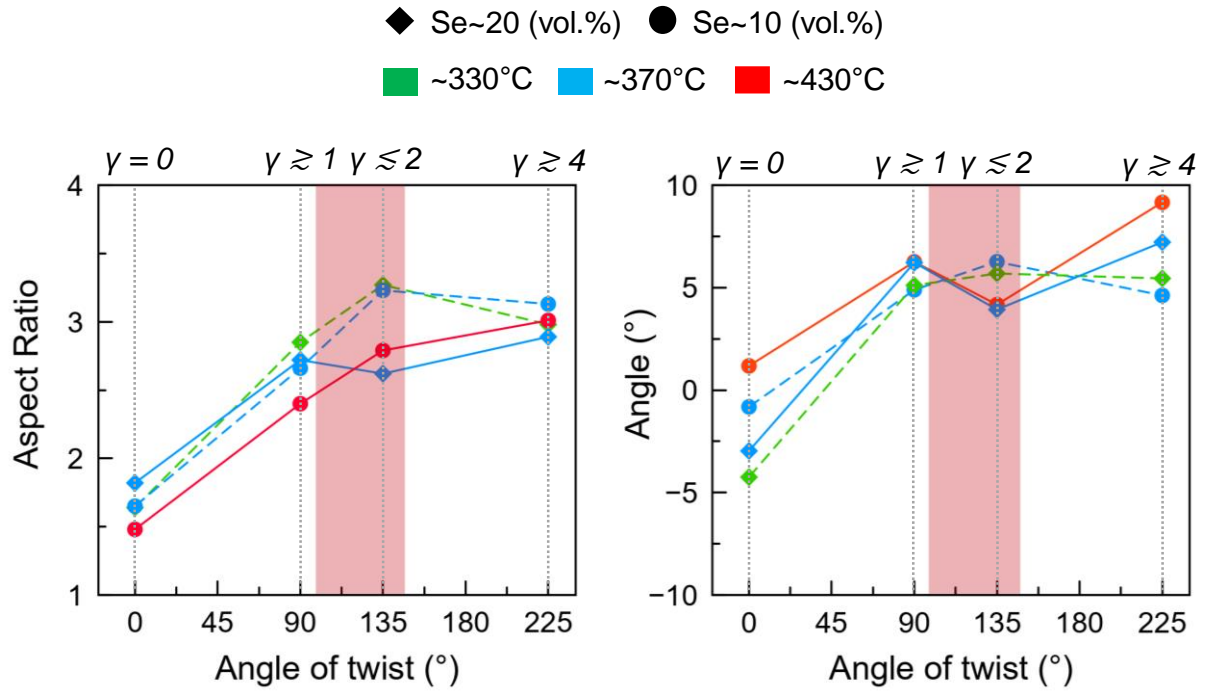 Se~20 (vol.%) Se~10 (vol.%)
~330°C ~370°C ~430°C
γ = 0 γ ≳ 1 γ ≲ 2 γ ≳ 4
4
3
2
1
Aspect Ratio
0 45 90 135 180 225
Angle of twist (°)
γ = 0 γ ≳ 1 γ ≲ 2 γ ≳ 4
10
5
0
−5
−10
Angle (°)
0 45 90 135 180 225
Angle of twist (°)